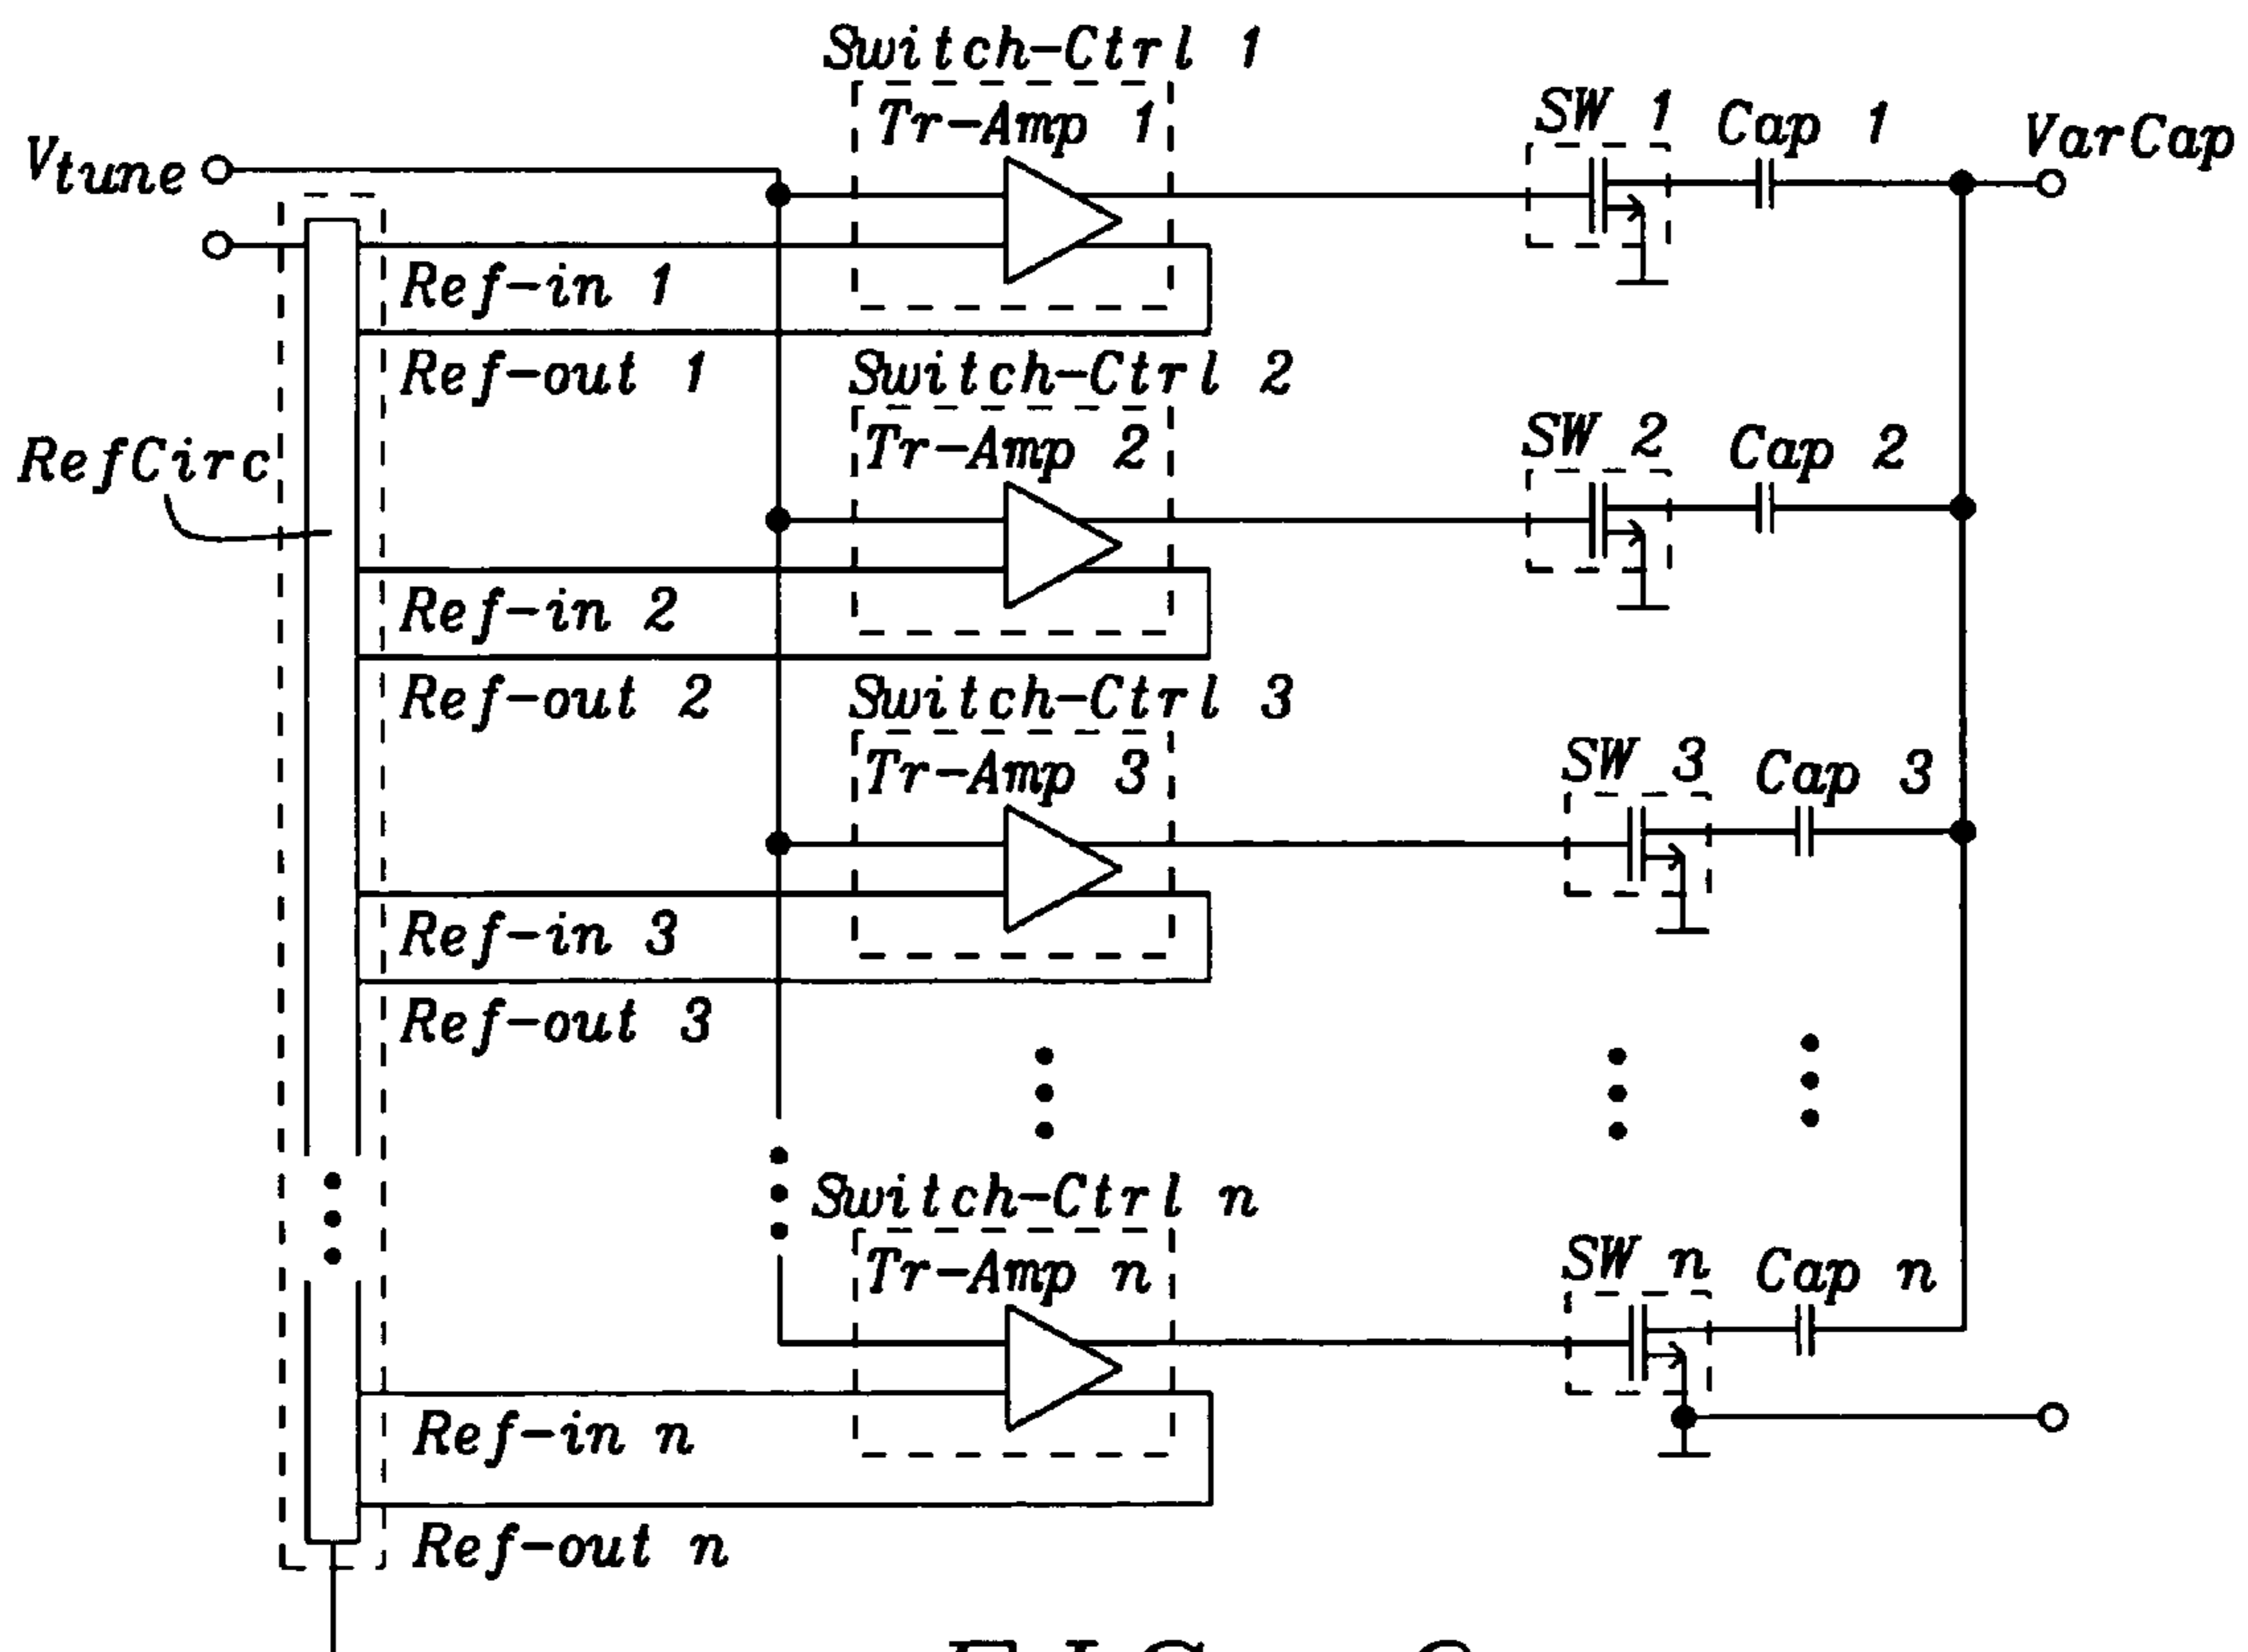 Switch-Ctrl 1
Tr-Amp 1
SW 1
Cap 1
VarCap
Vtune
Ref-in 1
Ref-out 1
Switch-Ctrl 2
Tr-Amp 2
SW 2
Cap 2
RefCirc
Ref-in 2
Ref-out 2
Switch-Ctrl 3
Tr-Amp 3
SW 3
Cap 3
Ref-in 3
Ref-out 3
Switch-Ctrl n
Tr-Amp n
SW n
Cap n
Ref-in n
Ref-out n